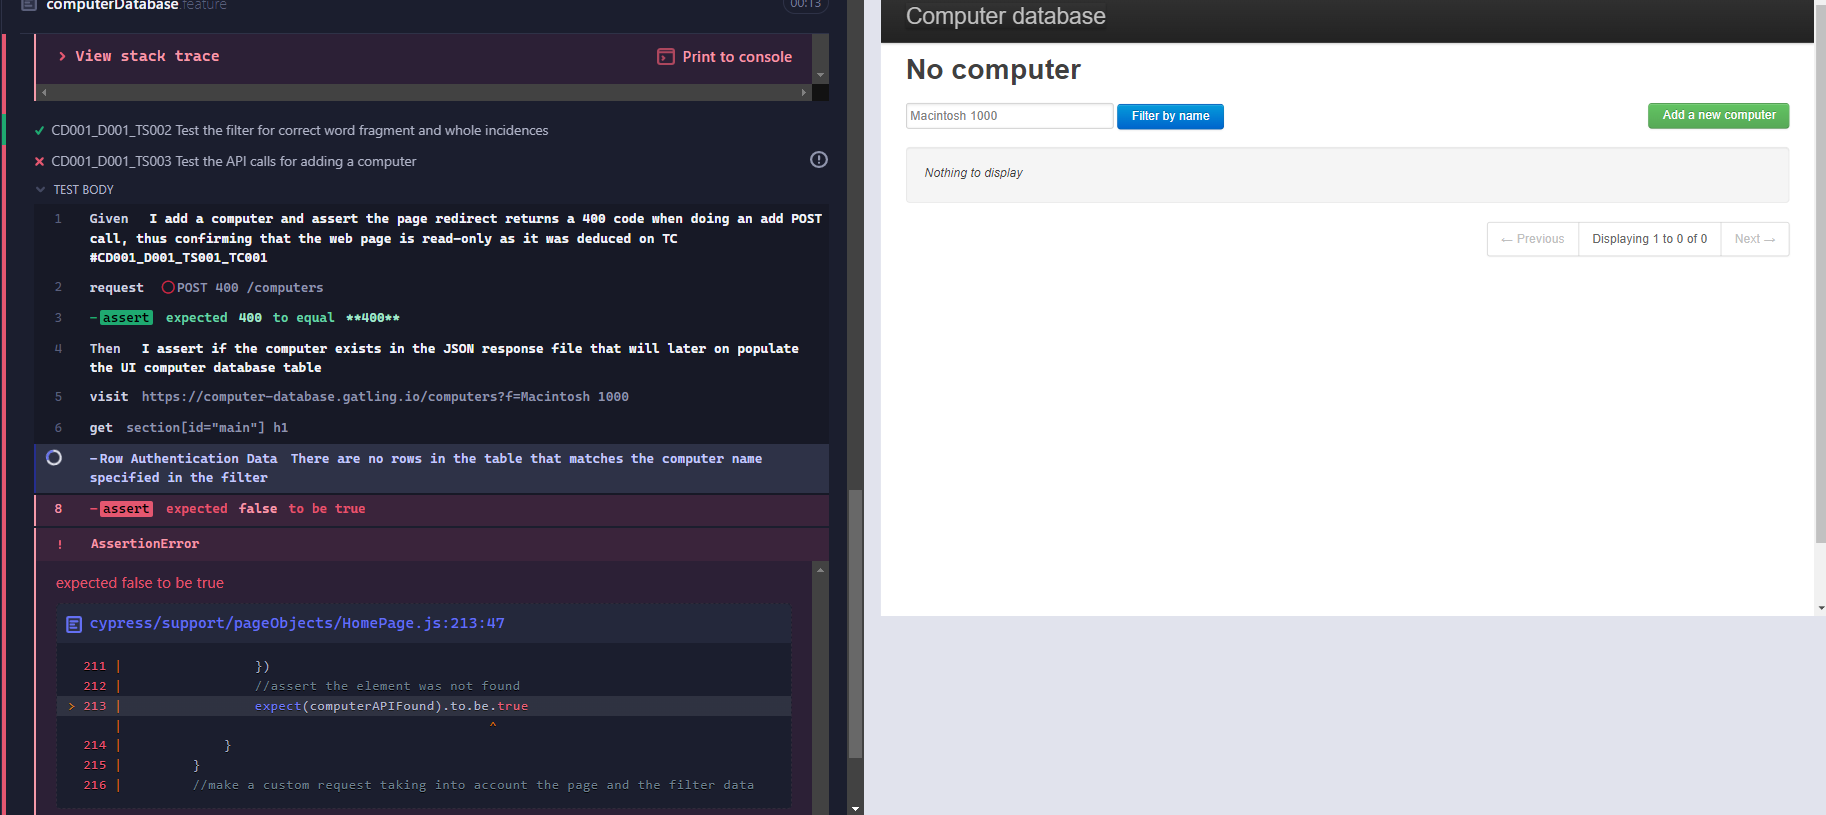 computerDatabase feature
00:13
View stack trace
Print to console
CD001_D001_TS002 Test the filter for correct word fragment and whole incidences
CD001_D001_TS003 Test the API calls for adding a computer
TEST BODY
1 Given I add a computer and assert the page redirect returns a 400 code when doing an add POST
call, thus confirming that the web page is read-only as it was deduced on TC
#CD001_D001_TS001_TC001
2 request POST 400 /computers
3 -assert expected 400 to equal **400**
4 Then I assert if the computer exists in the JSON response file that will later on populate
the UI computer database table
5 visit https://computer-database.gatling.io/computers?f=Macintosh 1000
6 get section[id="main"] h1
-Row Authentication Data There are no rows in the table that matches the computer name
specified in the filter
8 -assert expected false to be true
! AssertionError
expected false to be true
cypress/support/pageObjects/HomePage.js:213:47
211 | })
212 | //assert the element was not found
> 213 | expect(computerAPIFound).to.be.true
| ^
214 | }
215 | }
216 | //make a custom request taking into account the page and the filter data
Computer database
No computer
Macintosh 1000
Filter by name
Add a new computer
Nothing to display
← Previous
Displaying 1 to 0 of 0
Next →